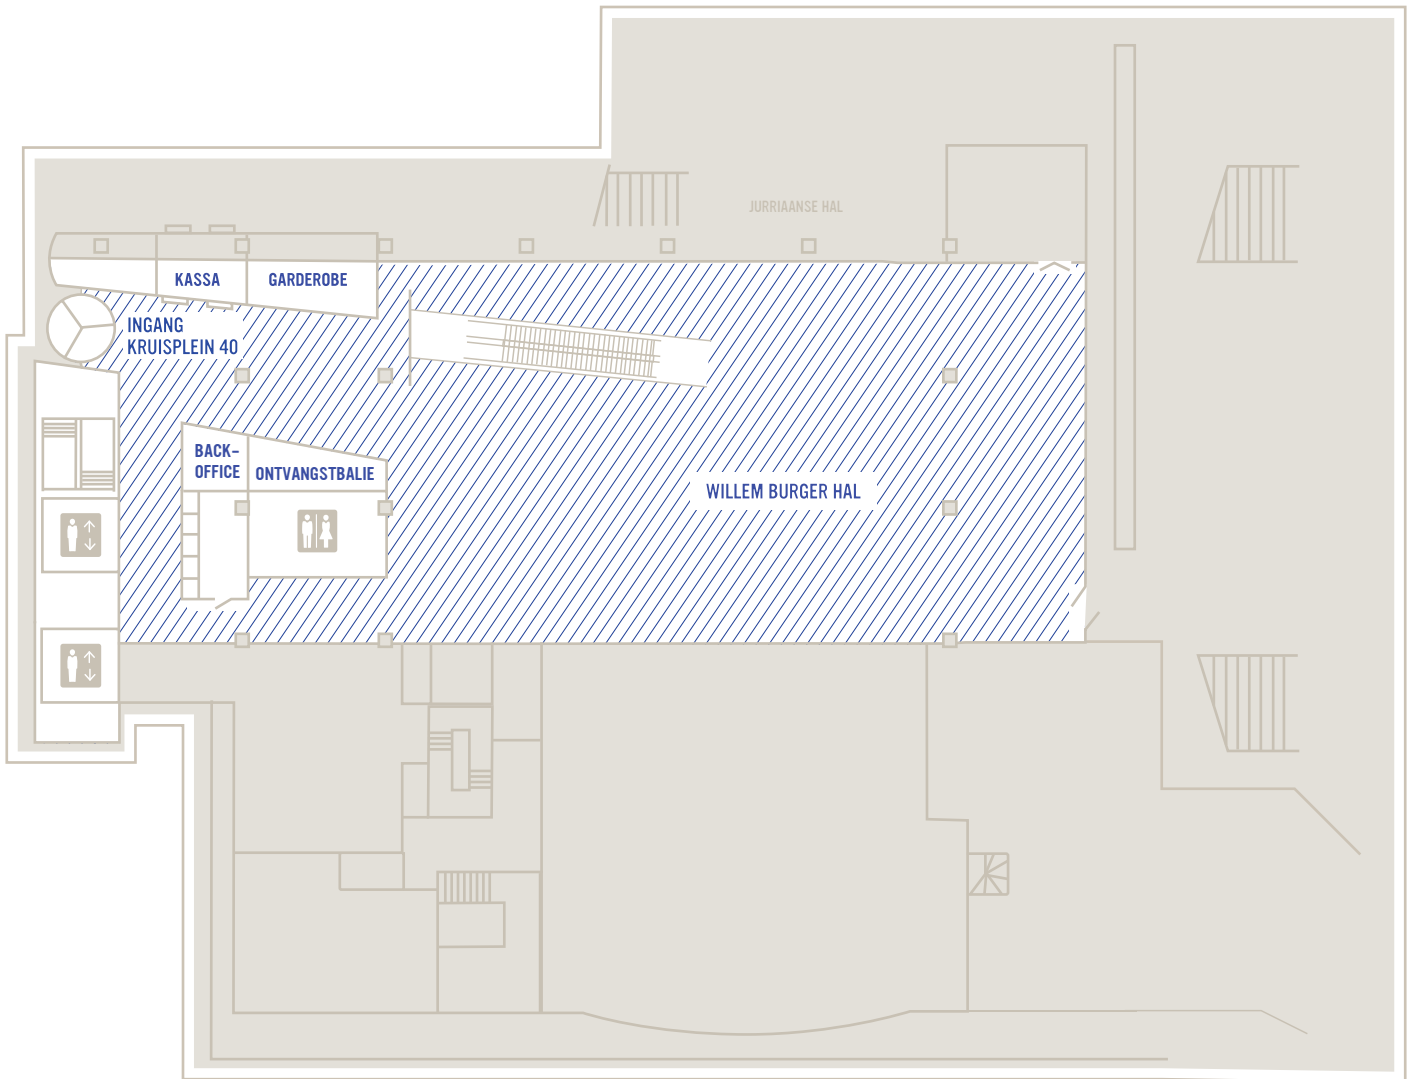 JURRIAANSE HAL
KASSA
GARDEROBE
INGANG
KRUISPLEIN 40
BACK-
OFFICE
ONTVANGSTBALIE
WILLEM BURGER HAL